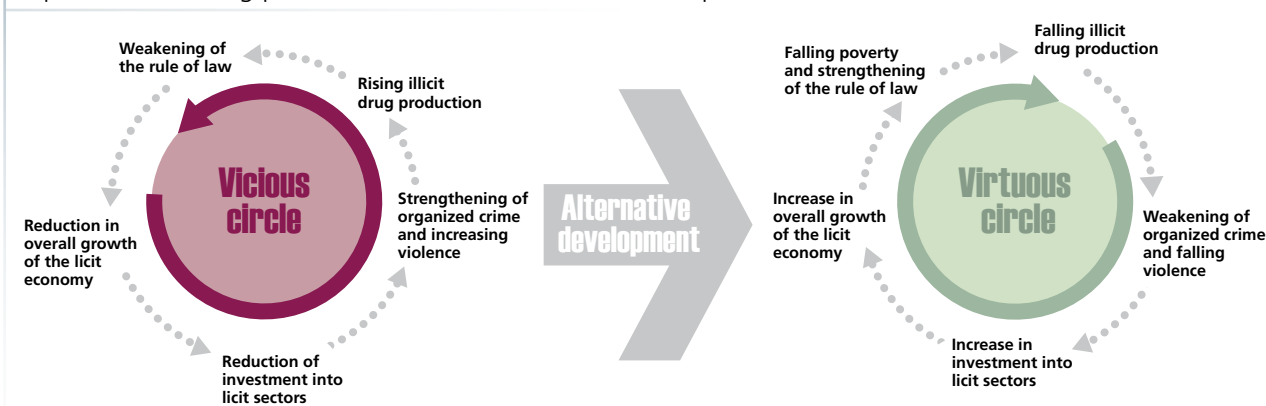 Weakening of
the rule of law
Rising illicit
drug production
Vicious
circle
Strengthening of
organized crime
and increasing
violence
Reduction in
overall growth
of the licit
economy
Reduction of
investment into
licit sectors
Alternative
development
Falling illicit
drug production
Falling poverty
and strengthening
of the rule of law
Virtuous
circle
Increase in
overall growth
of the licit
economy
Weakening of
organized crime
and falling
violence
Increase in
investment into
licit sectors